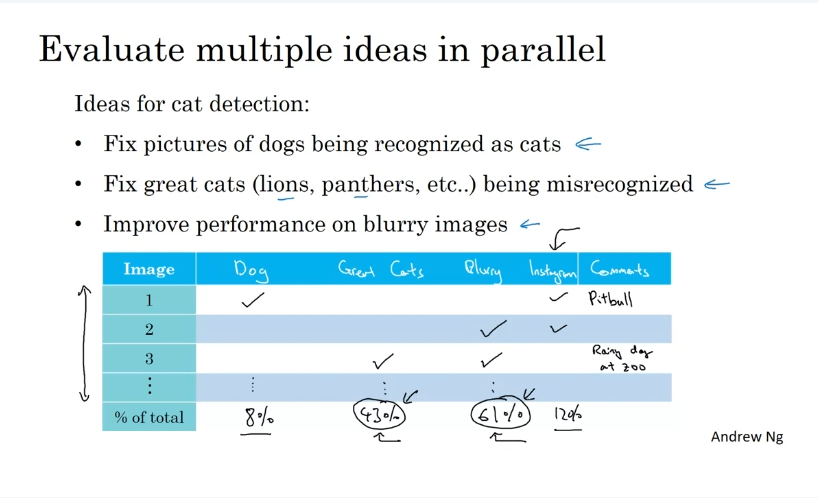 Evaluate multiple ideas in parallel
Ideas for cat detection:
• Fix pictures of dogs being recognized as cats
• Fix great cats (lions, panthers, etc..) being misrecognized
• Improve performance on blurry images
Image Dog Great Cats Blurry Instagram Comments
1 ✓ ✓ Pitbull
2 ✓ ✓
3 ✓ ✓ Rainy day at zoo
⋮ ⋮ ⋮ ⋮
% of total 8% 43% 61% 12%
Andrew Ng